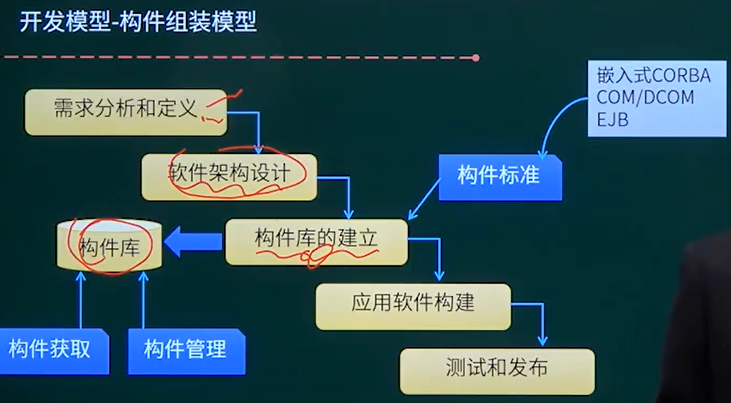 开发模型-构件组装模型
嵌入式CORBA
COM/DCOM
EJB
需求分析和定义
软件架构设计
构件标准
构件库
构件库的建立
应用软件构建
构件获取
构件管理
测试和发布